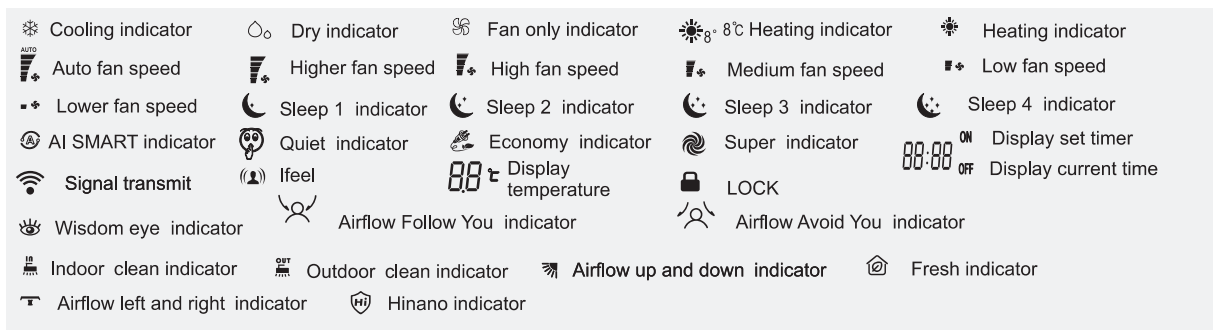 Cooling indicator Dry indicator Fan only indicator 8° 8℃ Heating indicator Heating indicator
AUTO Auto fan speed Higher fan speed High fan speed Medium fan speed Low fan speed
Lower fan speed Sleep 1 indicator Sleep 2 indicator Sleep 3 indicator Sleep 4 indicator
A AI SMART indicator Quiet indicator Economy indicator Super indicator 88:88 ON Display set timer
OFF Display current time
Signal transmit Ifeel 88 ℃ Display temperature LOCK
Wisdom eye indicator Airflow Follow You indicator Airflow Avoid You indicator
IN Indoor clean indicator OUT Outdoor clean indicator Airflow up and down indicator Fresh indicator
Airflow left and right indicator Hi Hinano indicator